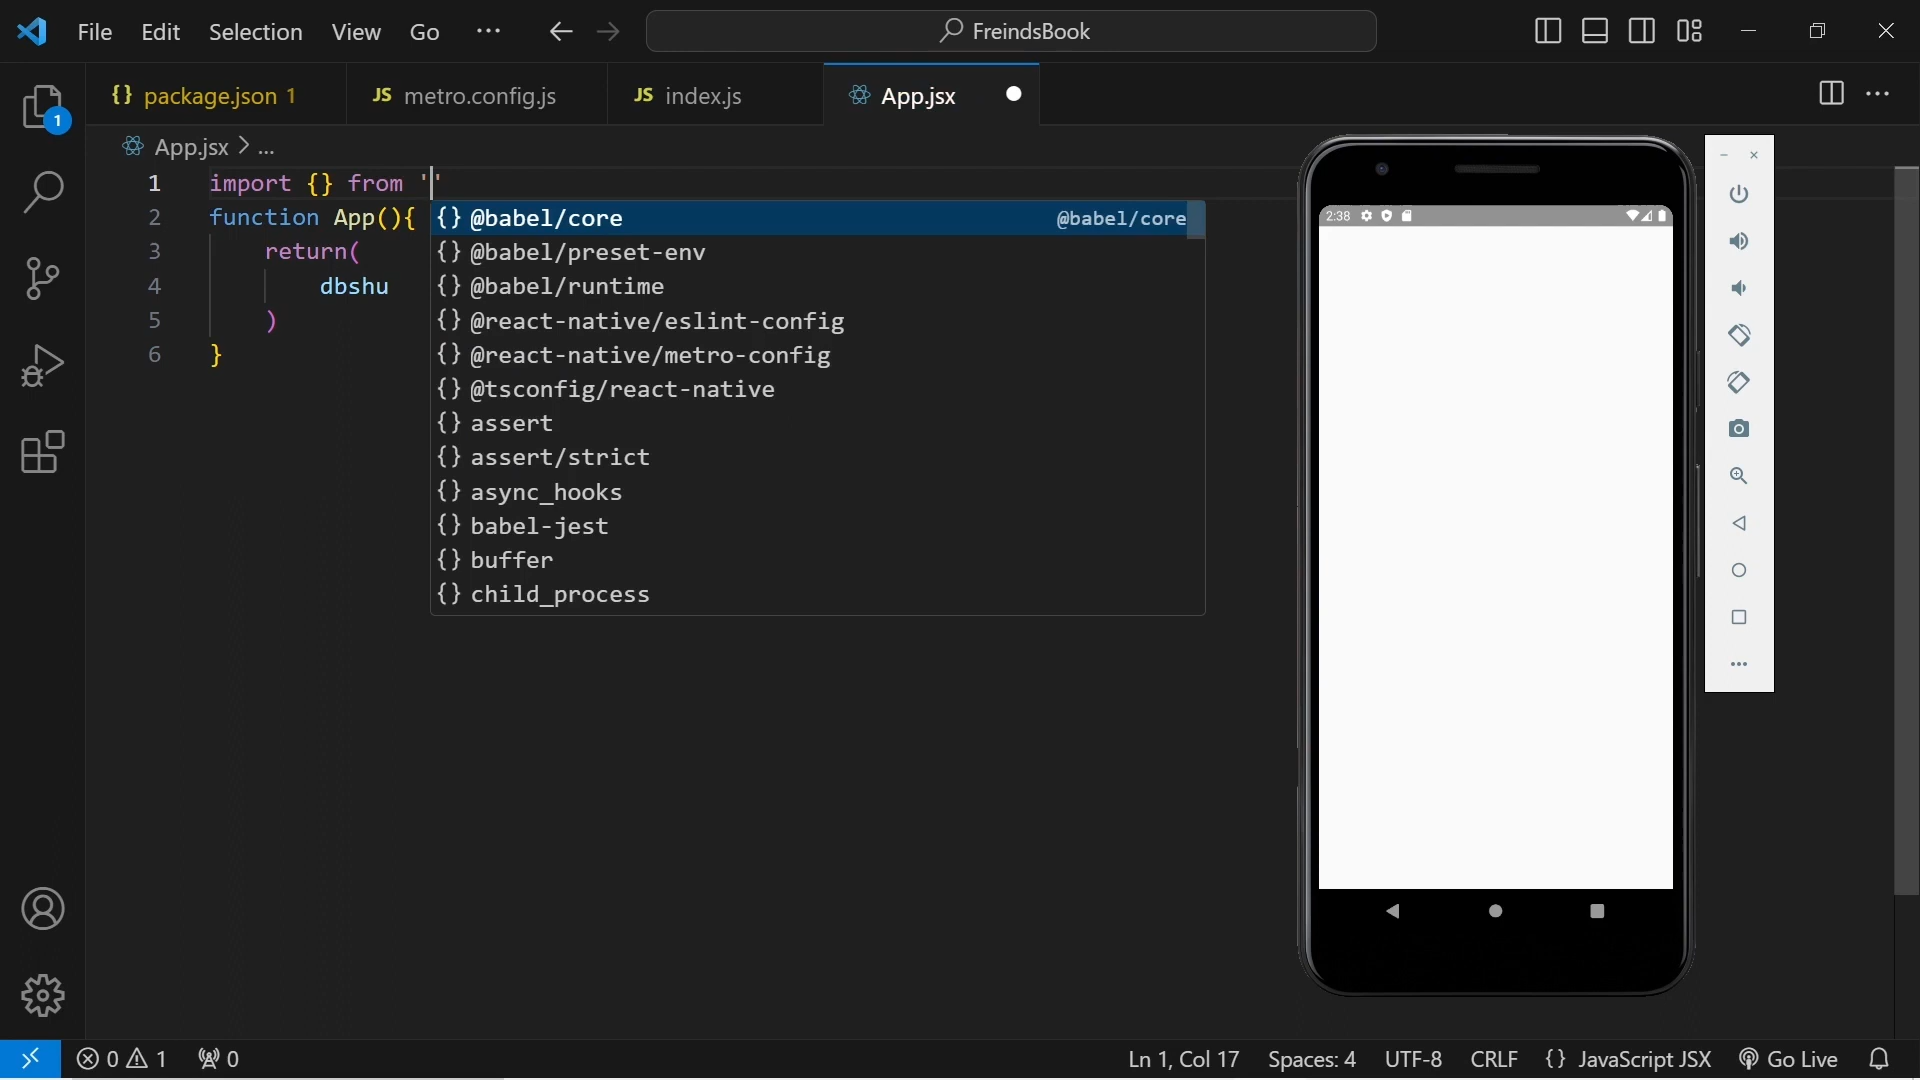 File Edit Selection View Go ··· FreindsBook
{} package.json 1 JS metro.config.js JS index.js App.jsx
App.jsx > ...
1 import {} from ''
2 function App(){
3 return(
4 dbshu
5 )
6 }
{} @babel/core @babel/core
{} @babel/preset-env
{} @babel/runtime
{} @react-native/eslint-config
{} @react-native/metro-config
{} @tsconfig/react-native
{} assert
{} assert/strict
{} async_hooks
{} babel-jest
{} buffer
{} child_process
2:38
1
0 1 0 Ln 1, Col 17 Spaces: 4 UTF-8 CRLF {} JavaScript JSX Go Live